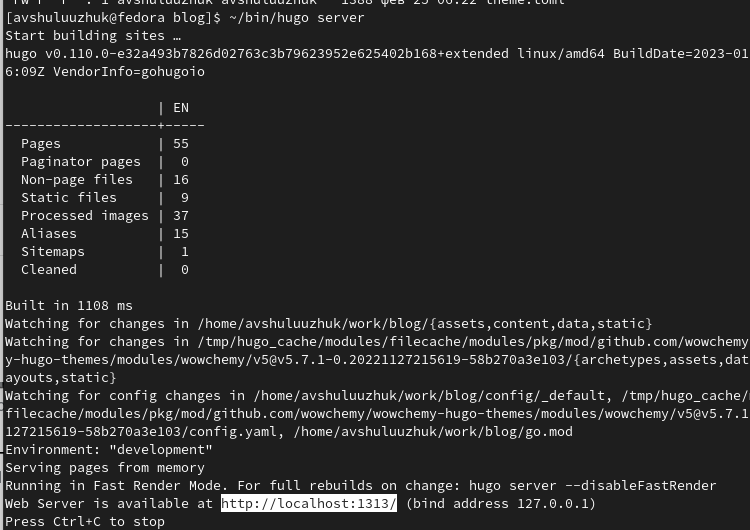 1 avshuluuzhuk avshuluuzhuk 1388 фев 25 06:22 theme.toml
[avshuluuzhuk@fedora blog]$ ~/bin/hugo server
Start building sites …
hugo v0.110.0-e32a493b7826d02763c3b79623952e625402b168+extended linux/amd64 BuildDate=2023-01
6:09Z VendorInfo=gohugoio
| EN
-------------------+-----
Pages | 55
Paginator pages | 0
Non-page files | 16
Static files | 9
Processed images | 37
Aliases | 15
Sitemaps | 1
Cleaned | 0
Built in 1108 ms
Watching for changes in /home/avshuluuzhuk/work/blog/{assets,content,data,static}
Watching for changes in /tmp/hugo_cache/modules/filecache/modules/pkg/mod/github.com/wowchemy
y-hugo-themes/modules/wowchemy/v5@v5.7.1-0.20221127215619-58b270a3e103/{archetypes,assets,dat
ayouts,static}
Watching for config changes in /home/avshuluuzhuk/work/blog/config/_default, /tmp/hugo_cache/
filecache/modules/pkg/mod/github.com/wowchemy/wowchemy-hugo-themes/modules/wowchemy/v5@v5.7.1
127215619-58b270a3e103/config.yaml, /home/avshuluuzhuk/work/blog/go.mod
Environment: "development"
Serving pages from memory
Running in Fast Render Mode. For full rebuilds on change: hugo server --disableFastRender
Web Server is available at http://localhost:1313/ (bind address 127.0.0.1)
Press Ctrl+C to stop